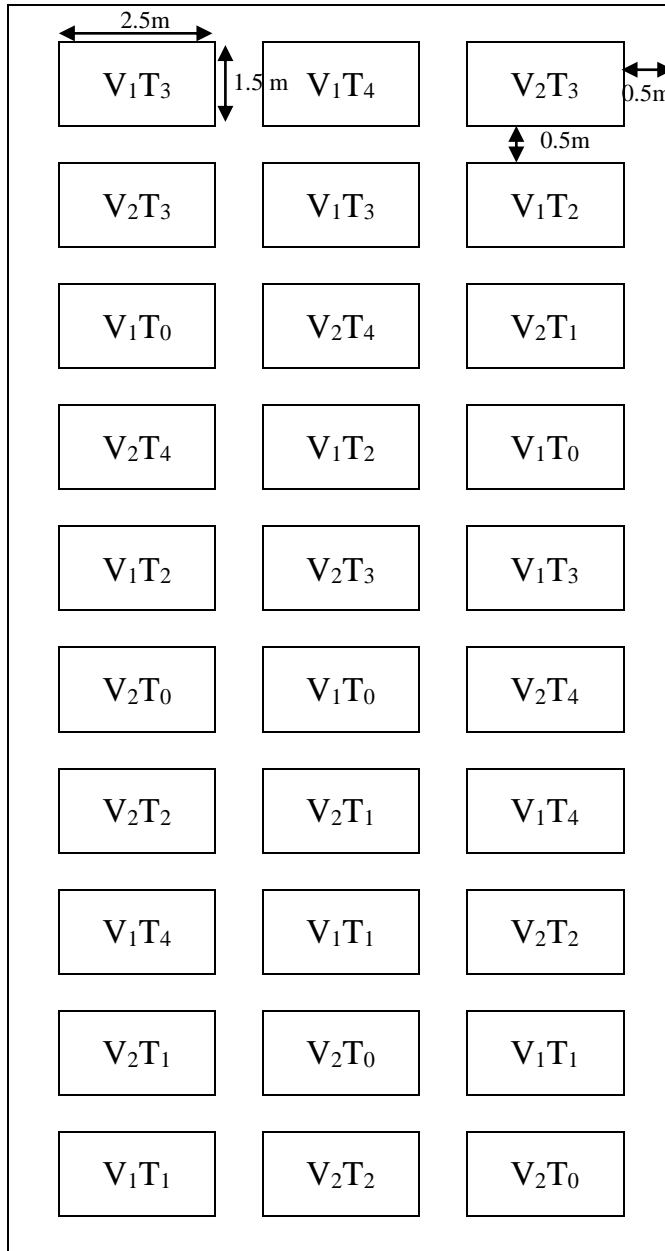 2.5m
V₁T₃ 1.5 m V₁T₄ V₂T₃ 0.5m
0.5m
V₂T₃ V₁T₃ V₁T₂
V₁T₀ V₂T₄ V₂T₁
V₂T₄ V₁T₂ V₁T₀
V₁T₂ V₂T₃ V₁T₃
V₂T₀ V₁T₀ V₂T₄
V₂T₂ V₂T₁ V₁T₄
V₁T₄ V₁T₁ V₂T₂
V₂T₁ V₂T₀ V₁T₁
V₁T₁ V₂T₂ V₂T₀